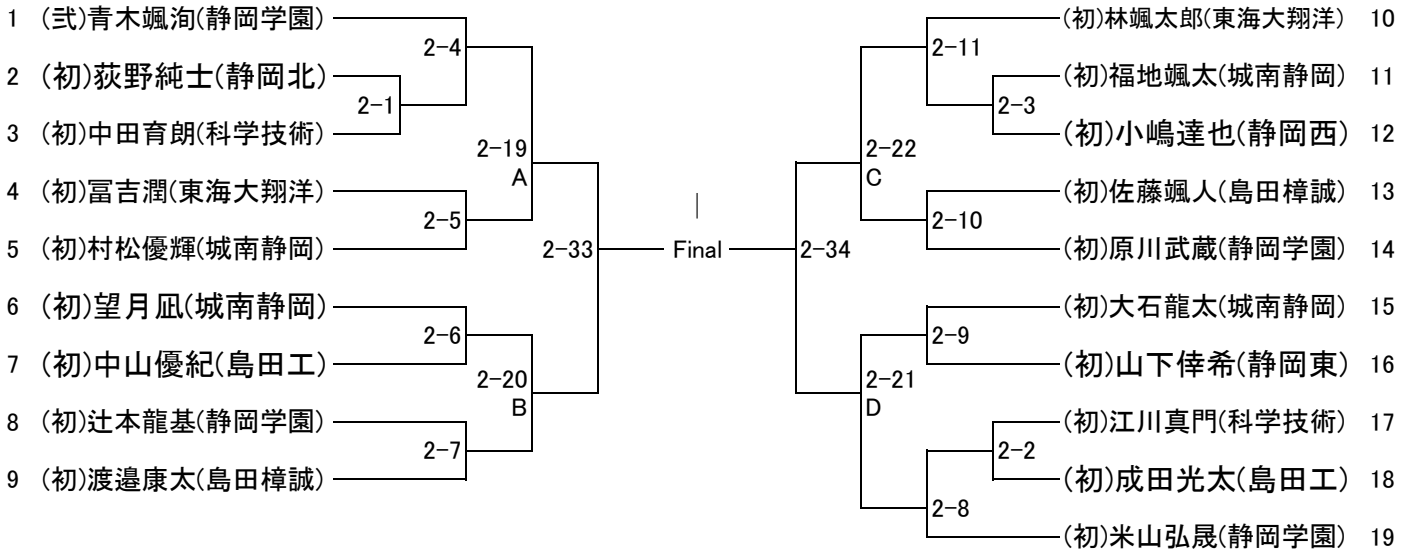 1 (弐)青木颯洵(静岡学園)
2 (初)荻野純士(静岡北)
3 (初)中田育朗(科学技術)
4 (初)冨吉潤(東海大翔洋)
5 (初)村松優輝(城南静岡)
6 (初)望月凪(城南静岡)
7 (初)中山優紀(島田工)
8 (初)辻本龍基(静岡学園)
9 (初)渡邉康太(島田樟誠)
2-4
2-1
2-19
A
2-5
2-33
2-6
2-20
B
2-7
Final
2-11
2-3
2-22
C
2-10
2-34
2-9
2-21
D
2-2
2-8
(初)林颯太郎(東海大翔洋) 10
(初)福地颯太(城南静岡) 11
(初)小嶋達也(静岡西) 12
(初)佐藤颯人(島田樟誠) 13
(初)原川武蔵(静岡学園) 14
(初)大石龍太(城南静岡) 15
(初)山下倖希(静岡東) 16
(初)江川真門(科学技術) 17
(初)成田光太(島田工) 18
(初)米山弘晟(静岡学園) 19